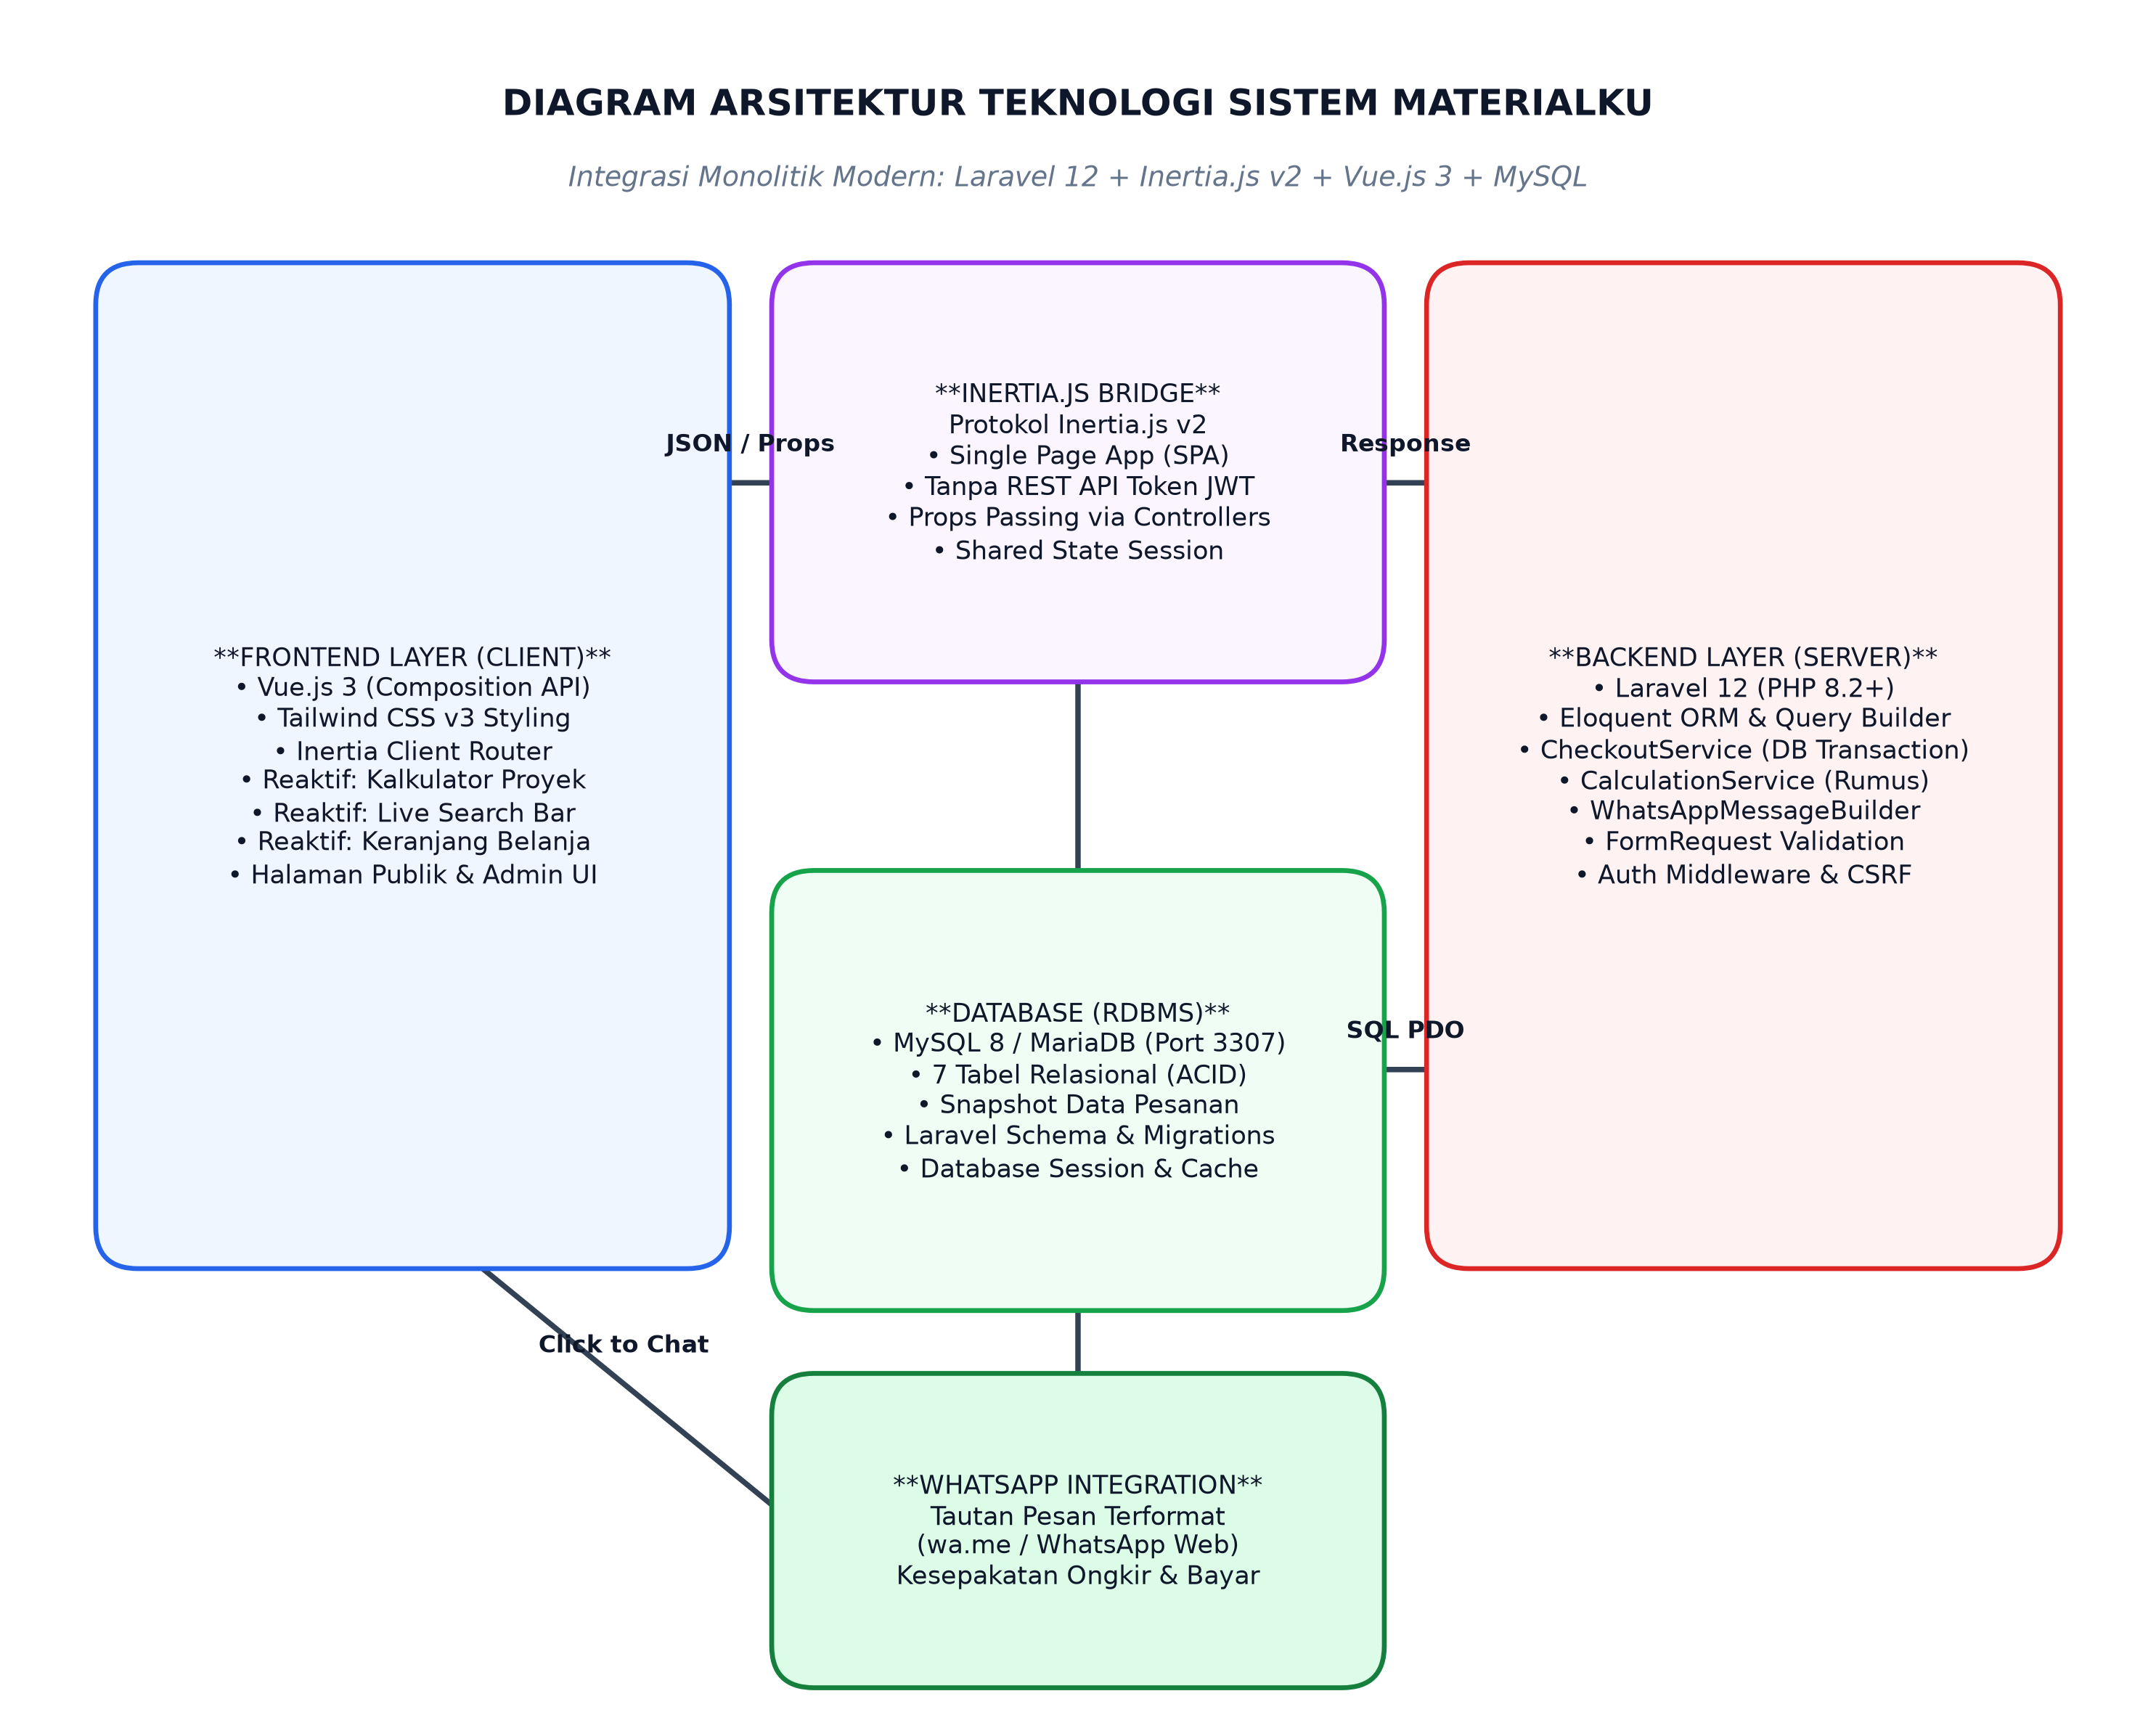 DIAGRAM ARSITEKTUR TEKNOLOGI SISTEM MATERIALKU
Integrasi Monolitik Modern: Laravel 12 + Inertia.js v2 + Vue.js 3 + MySQL
**FRONTEND LAYER (CLIENT)**
• Vue.js 3 (Composition API)
• Tailwind CSS v3 Styling
• Inertia Client Router
• Reaktif: Kalkulator Proyek
• Reaktif: Live Search Bar
• Reaktif: Keranjang Belanja
• Halaman Publik & Admin UI
JSON / Props
**INERTIA.JS BRIDGE**
Protokol Inertia.js v2
• Single Page App (SPA)
• Tanpa REST API Token JWT
• Props Passing via Controllers
• Shared State Session
Response
**BACKEND LAYER (SERVER)**
• Laravel 12 (PHP 8.2+)
• Eloquent ORM & Query Builder
• CheckoutService (DB Transaction)
• CalculationService (Rumus)
• WhatsAppMessageBuilder
• FormRequest Validation
• Auth Middleware & CSRF
**DATABASE (RDBMS)**
• MySQL 8 / MariaDB (Port 3307)
• 7 Tabel Relasional (ACID)
• Snapshot Data Pesanan
• Laravel Schema & Migrations
• Database Session & Cache
SQL PDO
Click to Chat
**WHATSAPP INTEGRATION**
Tautan Pesan Terformat
(wa.me / WhatsApp Web)
Kesepakatan Ongkir & Bayar